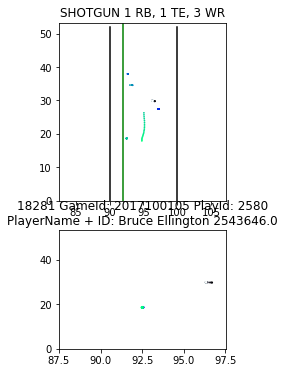 SHOTGUN 1 RB, 1 TE, 3 WR
50
40
30
20
10
0
85 90 95 100 105
18281 GameId: 2017100105 PlayId: 2580
PlayerName + ID: Bruce Ellington 2543646.0
40
20
0
87.5 90.0 92.5 95.0 97.5